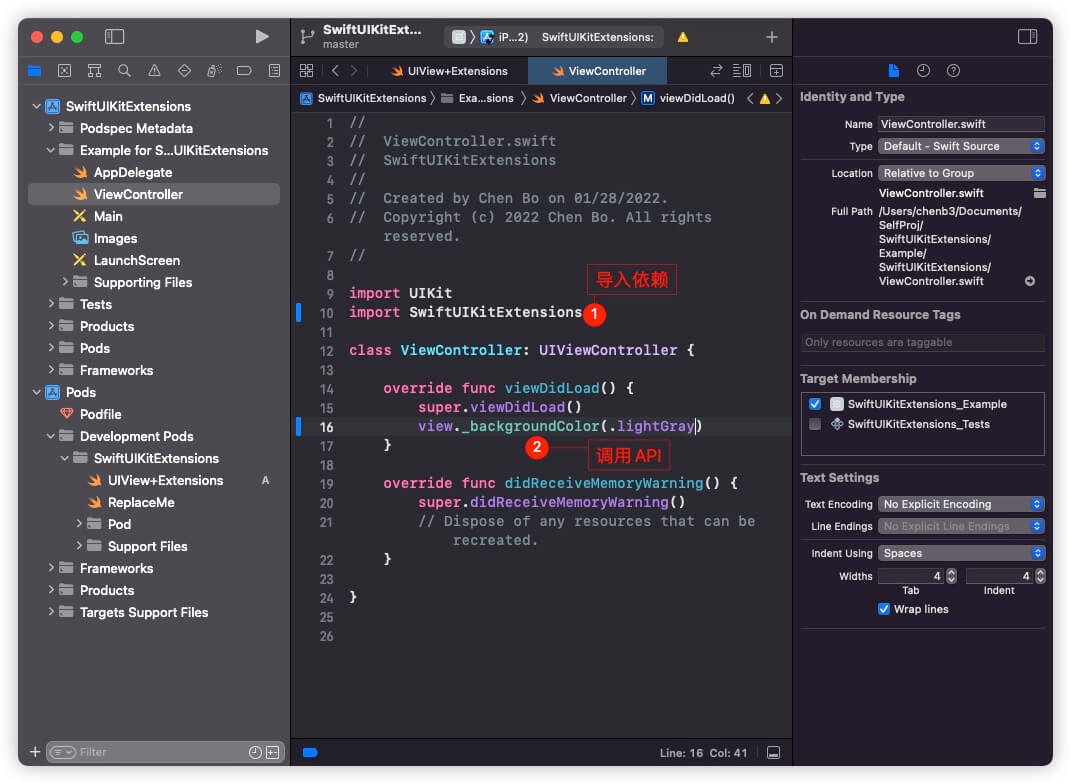 SwiftUIKitExt...
master
iP...2)
SwiftUIKitExtensions:
UIView+Extensions
ViewController
SwiftUIKitExtensions
Exa...sions
ViewController
M
viewDidLoad()
SwiftUIKitExtensions
Podspec Metadata
Example for S...UIKitExtensions
AppDelegate
ViewController
Main
Images
LaunchScreen
Supporting Files
Tests
Products
Pods
Frameworks
Pods
Podfile
Development Pods
SwiftUIKitExtensions
UIView+Extensions A
ReplaceMe
Pod
Support Files
Frameworks
Products
Targets Support Files
Filter
1 //
2 // ViewController.swift
3 // SwiftUIKitExtensions
4 //
5 // Created by Chen Bo on 01/28/2022.
6 // Copyright (c) 2022 Chen Bo. All rights
reserved.
7 //
8
导入依赖
9 import UIKit
10 import SwiftUIKitExtensions 1
11
12 class ViewController: UIViewController {
13
14 override func viewDidLoad() {
15 super.viewDidLoad()
16 view._backgroundColor(.lightGray)
17 }
2 调用 API
18
19 override func didReceiveMemoryWarning() {
20 super.didReceiveMemoryWarning()
21 // Dispose of any resources that can be
recreated.
22 }
23
24 }
25
26
Line: 16 Col: 41
Identity and Type
Name ViewController.swift
Type Default - Swift Source
Location Relative to Group
ViewController.swift
Full Path /Users/chenb3/Documents/
SelfProj/
SwiftUIKitExtensions/
Example/
SwiftUIKitExtensions/
ViewController.swift
On Demand Resource Tags
Only resources are taggable
Target Membership
SwiftUIKitExtensions_Example
SwiftUIKitExtensions_Tests
Text Settings
Text Encoding No Explicit Encoding
Line Endings No Explicit Line Endings
Indent Using Spaces
Widths 4 4
Tab Indent
Wrap lines